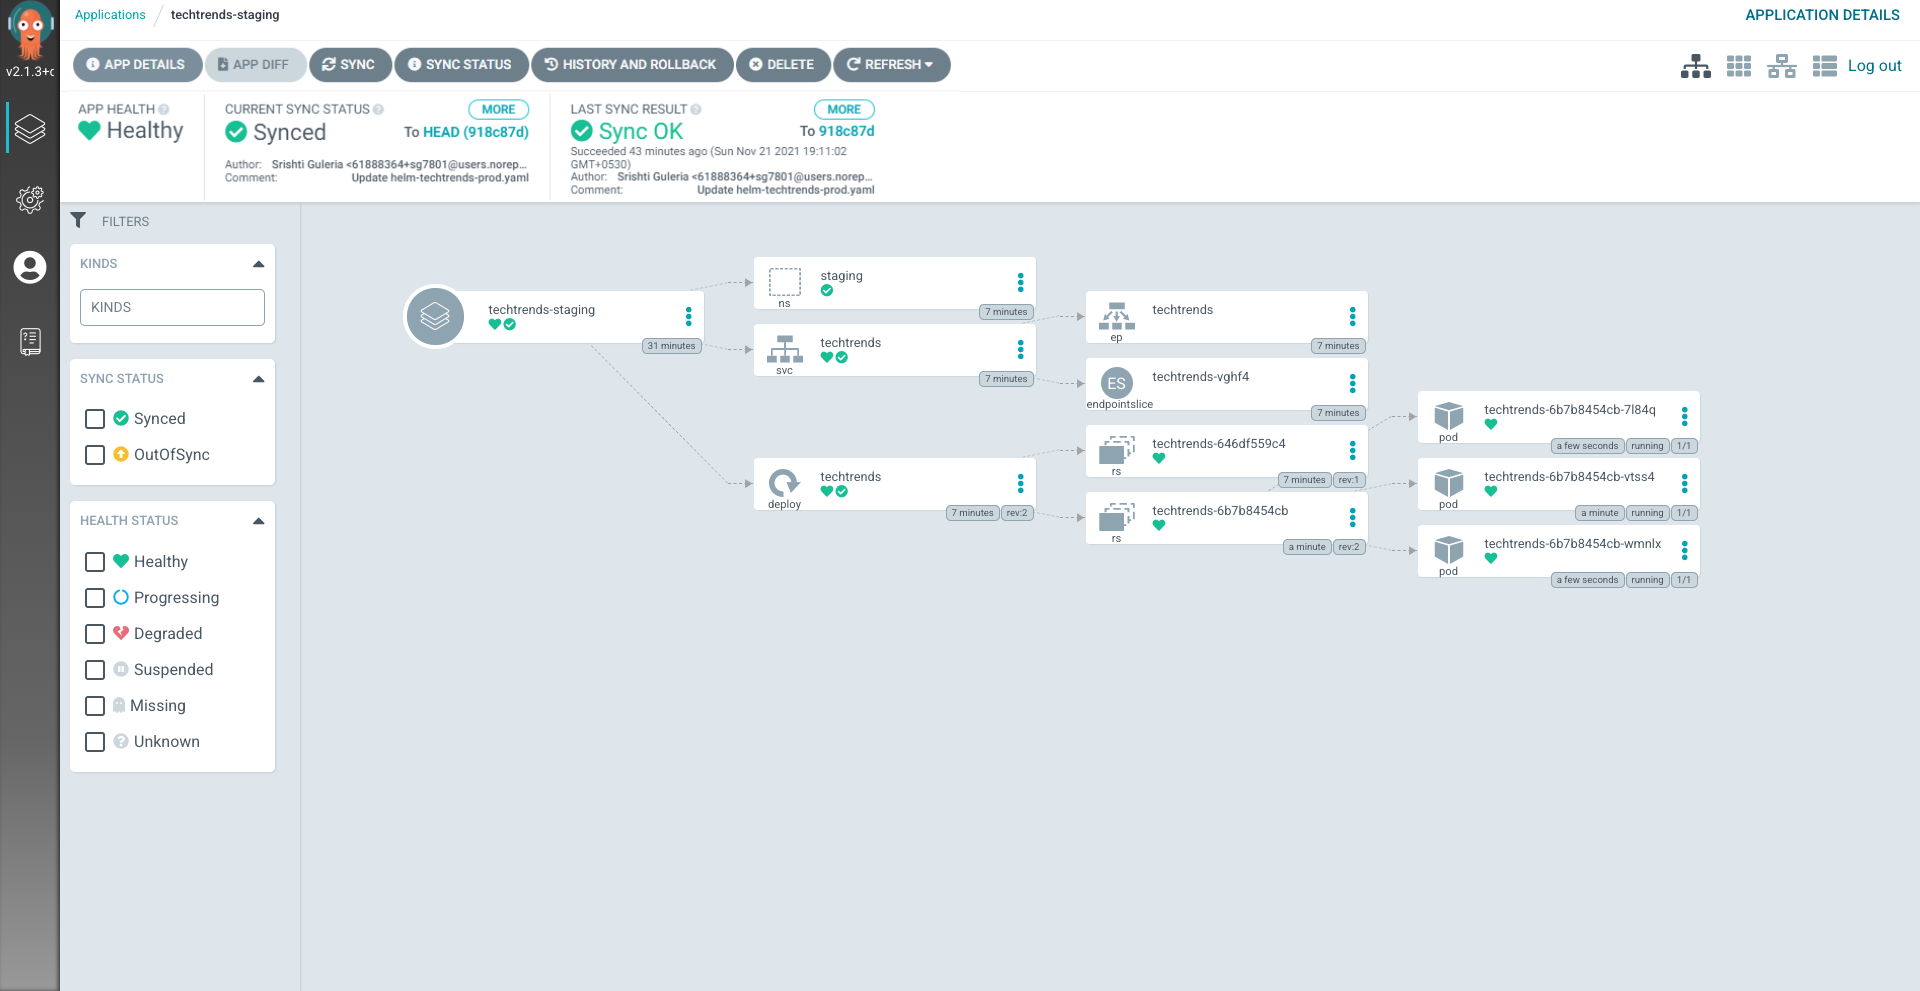 Applications / techtrends-staging
APPLICATION DETAILS
v2.1.3+c
APP DETAILS
APP DIFF
SYNC
SYNC STATUS
HISTORY AND ROLLBACK
DELETE
REFRESH
Log out
APP HEALTH
Healthy
CURRENT SYNC STATUS
MORE
Synced
To HEAD (918c87d)
Author: Srishti Guleria <61888364+sg7801@users.norep...
Comment: Update helm-techtrends-prod.yaml
LAST SYNC RESULT
MORE
Sync OK
To 918c87d
Succeeded 43 minutes ago (Sun Nov 21 2021 19:11:02
GMT+0530)
Author: Srishti Guleria <61888364+sg7801@users.norep...
Comment: Update helm-techtrends-prod.yaml
FILTERS
KINDS
KINDS
SYNC STATUS
Synced
OutOfSync
HEALTH STATUS
Healthy
Progressing
Degraded
Suspended
Missing
Unknown
techtrends-staging
31 minutes
staging
ns
7 minutes
techtrends
svc
7 minutes
techtrends
deploy
7 minutes rev:2
techtrends
ep
7 minutes
ES
techtrends-vghf4
endpointslice
7 minutes
techtrends-646df559c4
rs
7 minutes rev:1
techtrends-6b7b8454cb
rs
a minute rev:2
techtrends-6b7b8454cb-7l84q
pod
a few seconds running 1/1
techtrends-6b7b8454cb-vtss4
pod
a minute running 1/1
techtrends-6b7b8454cb-wmnlx
pod
a few seconds running 1/1